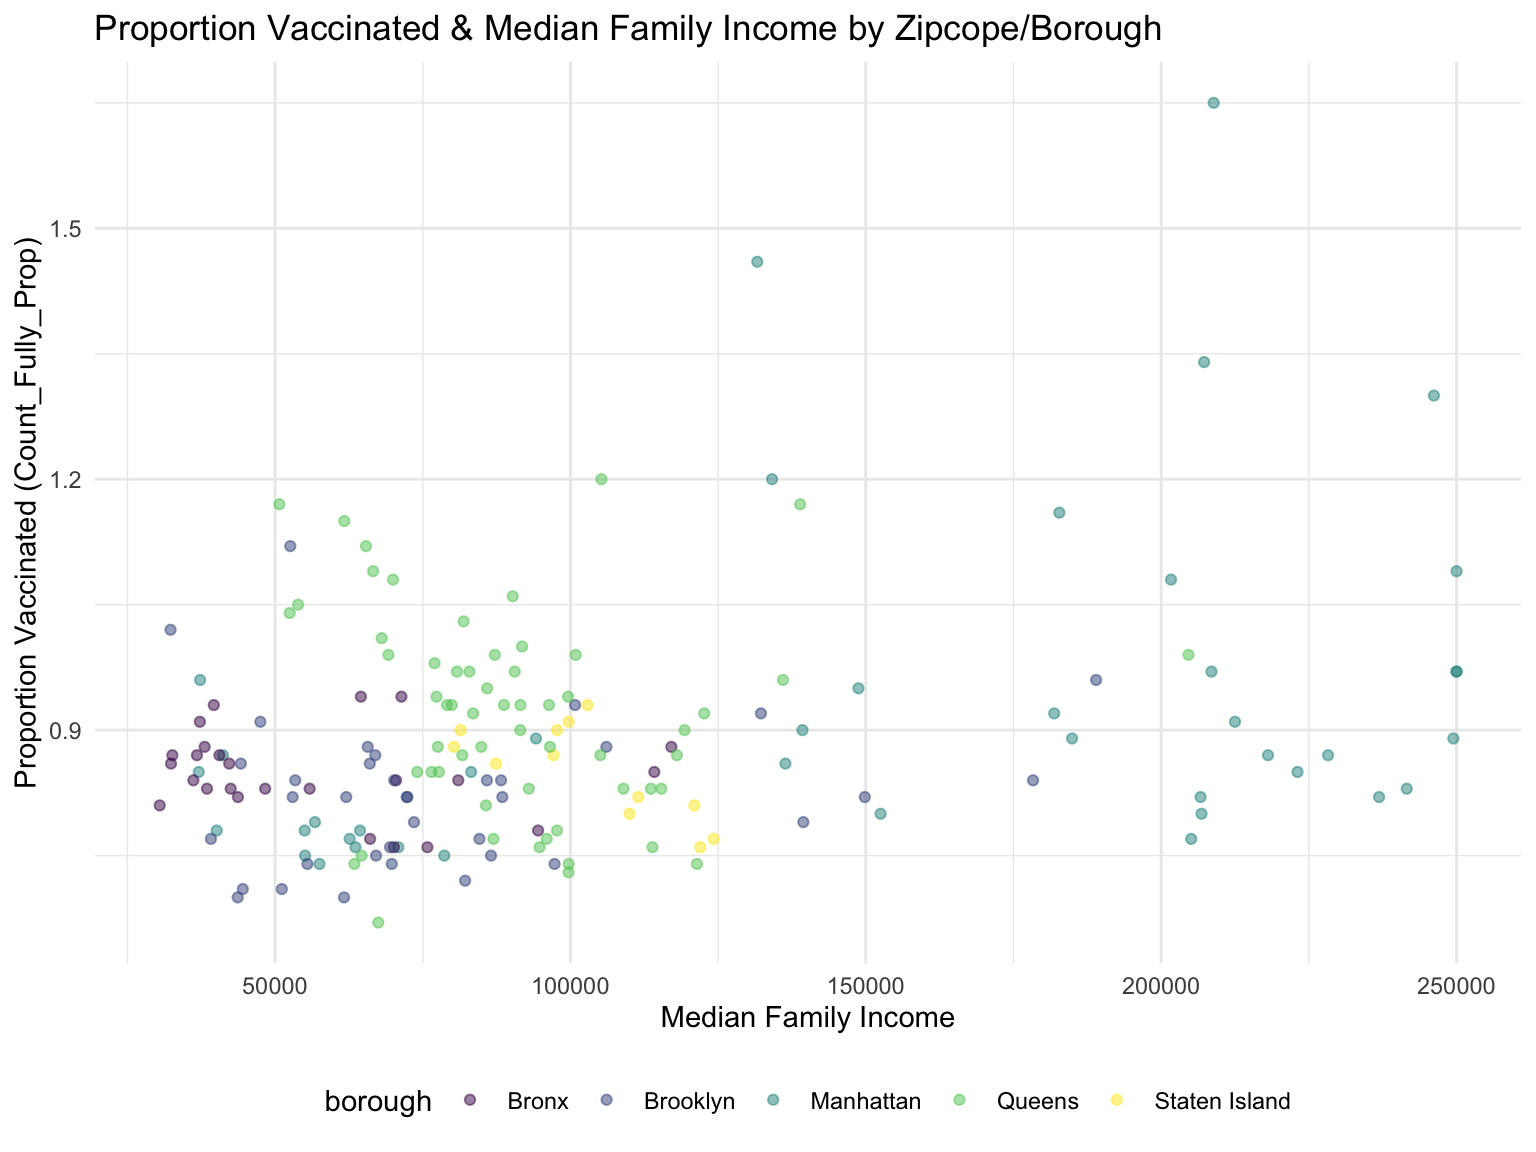 Proportion Vaccinated & Median Family Income by Zipcope/Borough
Proportion Vaccinated (Count_Fully_Prop)
1.5
1.2
0.9
50000 100000 150000 200000 250000
Median Family Income
borough Bronx Brooklyn Manhattan Queens Staten Island